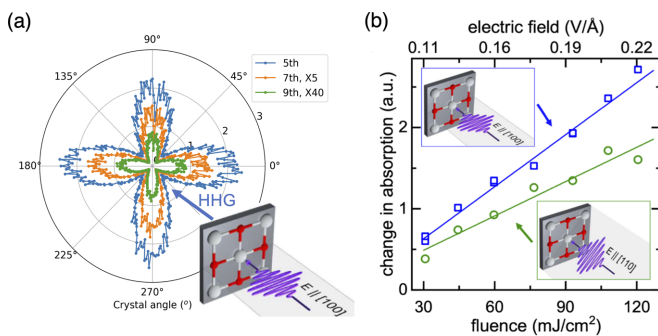 (a)
90°
135°
45°
5th
7th, X5
9th, X40
3
2
1
180°
0°
HHG
225°
270°
Crystal angle (°)
E || [100]
(b)
electric field (V/Å)
0.11
0.16
0.19
0.22
change in absorption (a.u.)
2
1
0
E || [100]
E || [110]
30
60
90
120
fluence (mJ/cm²)